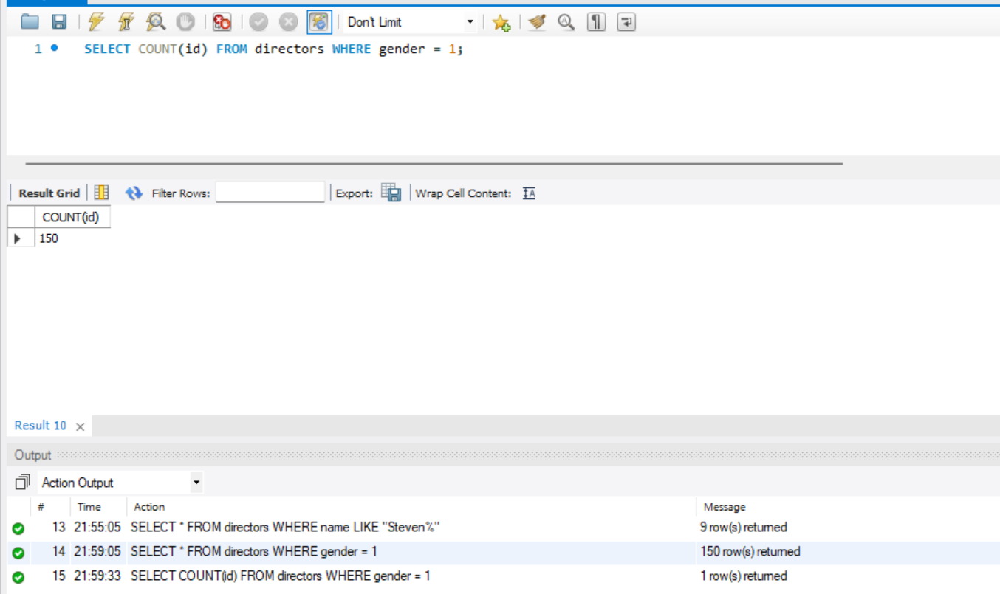 Don't Limit
1 SELECT COUNT(id) FROM directors WHERE gender = 1;
Result Grid Filter Rows: Export: Wrap Cell Content:
COUNT(id)
150
Result 10
Output
Action Output
# Time Action Message
13 21:55:05 SELECT * FROM directors WHERE name LIKE "Steven%" 9 row(s) returned
14 21:59:05 SELECT * FROM directors WHERE gender = 1 150 row(s) returned
15 21:59:33 SELECT COUNT(id) FROM directors WHERE gender = 1 1 row(s) returned